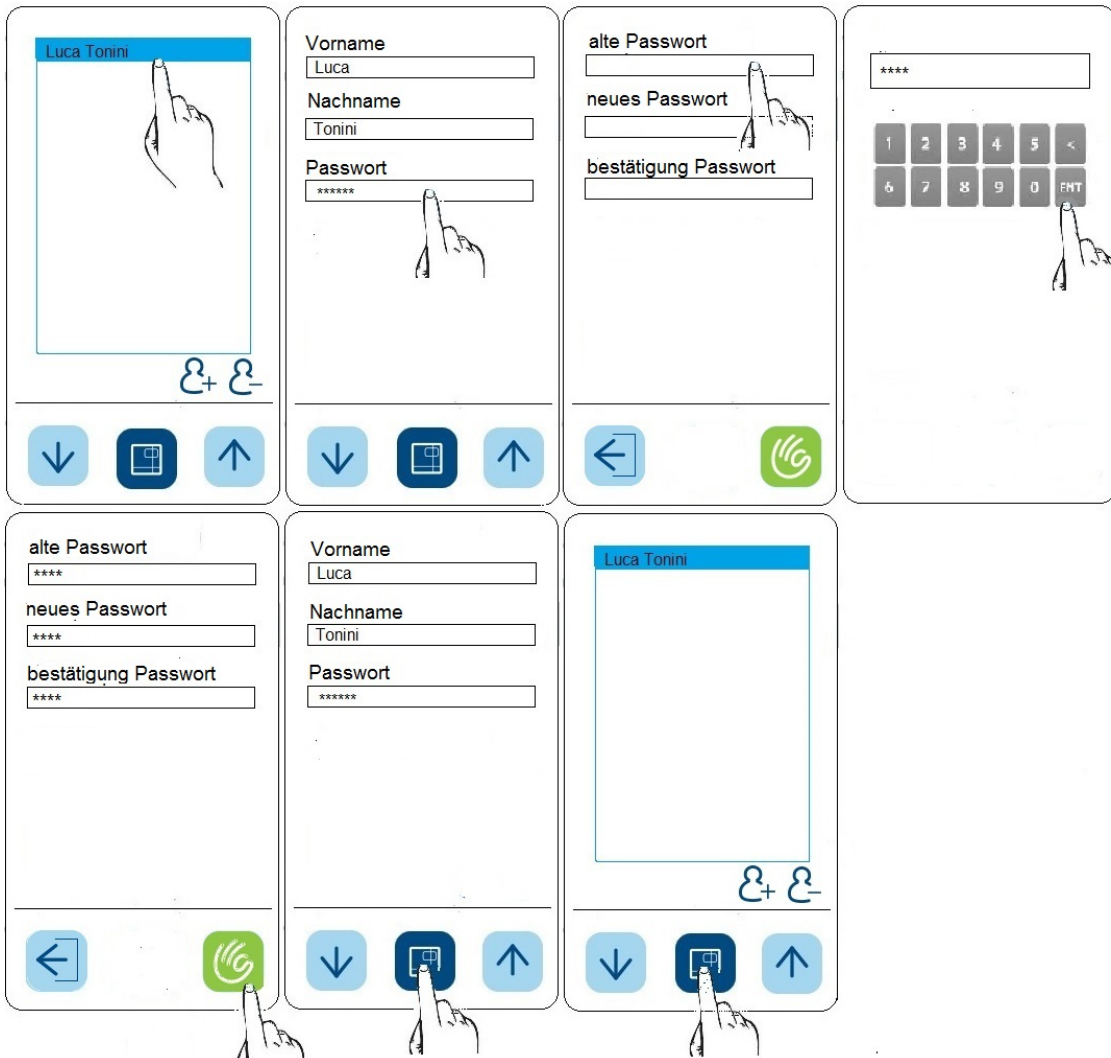 Luca Tonini
Vorname
Luca
Nachname
Tonini
Passwort
******
alte Passwort
neues Passwort
bestätigung Passwort
****
1 2 3 4 5 <
6 7 8 9 0 ENT
alte Passwort
****
neues Passwort
****
bestätigung Passwort
****
Vorname
Luca
Nachname
Tonini
Passwort
******
Luca Tonini